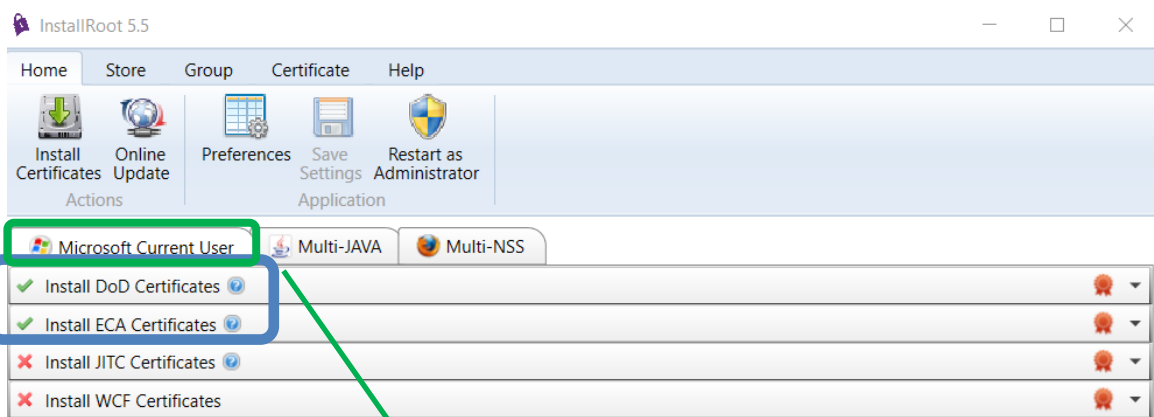 InstallRoot 5.5
Home Store Group Certificate Help
Install Online Preferences Save Restart as
Certificates Update Settings Administrator
Actions Application
Microsoft Current User Multi-JAVA Multi-NSS
Install DoD Certificates ?
Install ECA Certificates ?
Install JITC Certificates ?
Install WCF Certificates